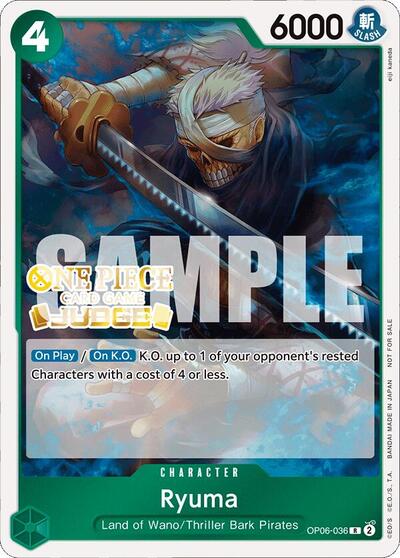 4
6000
斬
SLASH
eiji kaneda
SAMPLE
ONE PIECE
CARD GAME
JUDGE
On Play / On K.O. K.O. up to 1 of your opponent's rested
Characters with a cost of 4 or less.
NOT FOR SALE
BANDAI MADE IN JAPAN
©E.O./S., T.A.
CHARACTER
Ryuma
Land of Wano/Thriller Bark Pirates
OP06-036 R 2